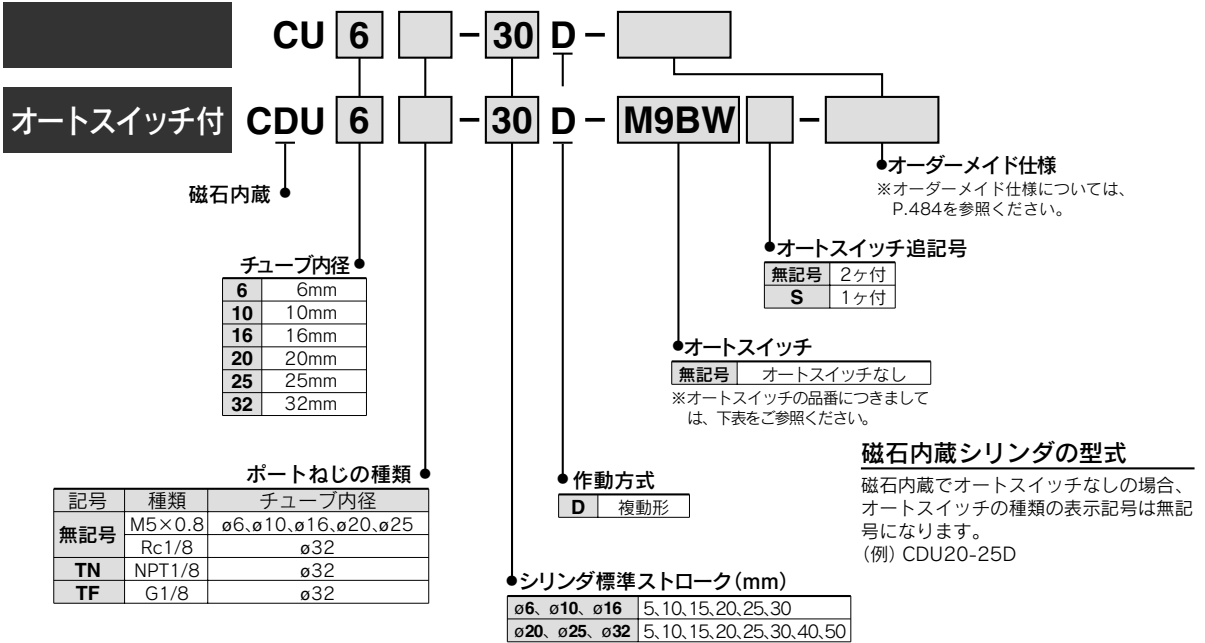 CU 6 - 30 D -
オートスイッチ付 CDU 6 - 30 D - M9BW -
磁石内蔵
●オーダーメイド仕様
※オーダーメイド仕様については、
P.484を参照ください。
●オートスイッチ追記号
無記号 2ヶ付
S 1ヶ付
チューブ内径
6 6mm
10 10mm
16 16mm
20 20mm
25 25mm
32 32mm
●オートスイッチ
無記号 オートスイッチなし
※オートスイッチの品番につきまして
は、下表をご参照ください。
ポートねじの種類
記号 種類 チューブ内径
無記号 M5×0.8 ø6、ø10、ø16、ø20、ø25
Rc1/8 ø32
TN NPT1/8 ø32
TF G1/8 ø32
●作動方式
D 複動形
磁石内蔵シリンダの型式
磁石内蔵でオートスイッチなしの場合、
オートスイッチの種類の表示記号は無記
号になります。
(例) CDU20-25D
●シリンダ標準ストローク(mm)
ø6、ø10、ø16 5、10、15、20、25、30
ø20、ø25、ø32 5、10、15、20、25、30、40、50